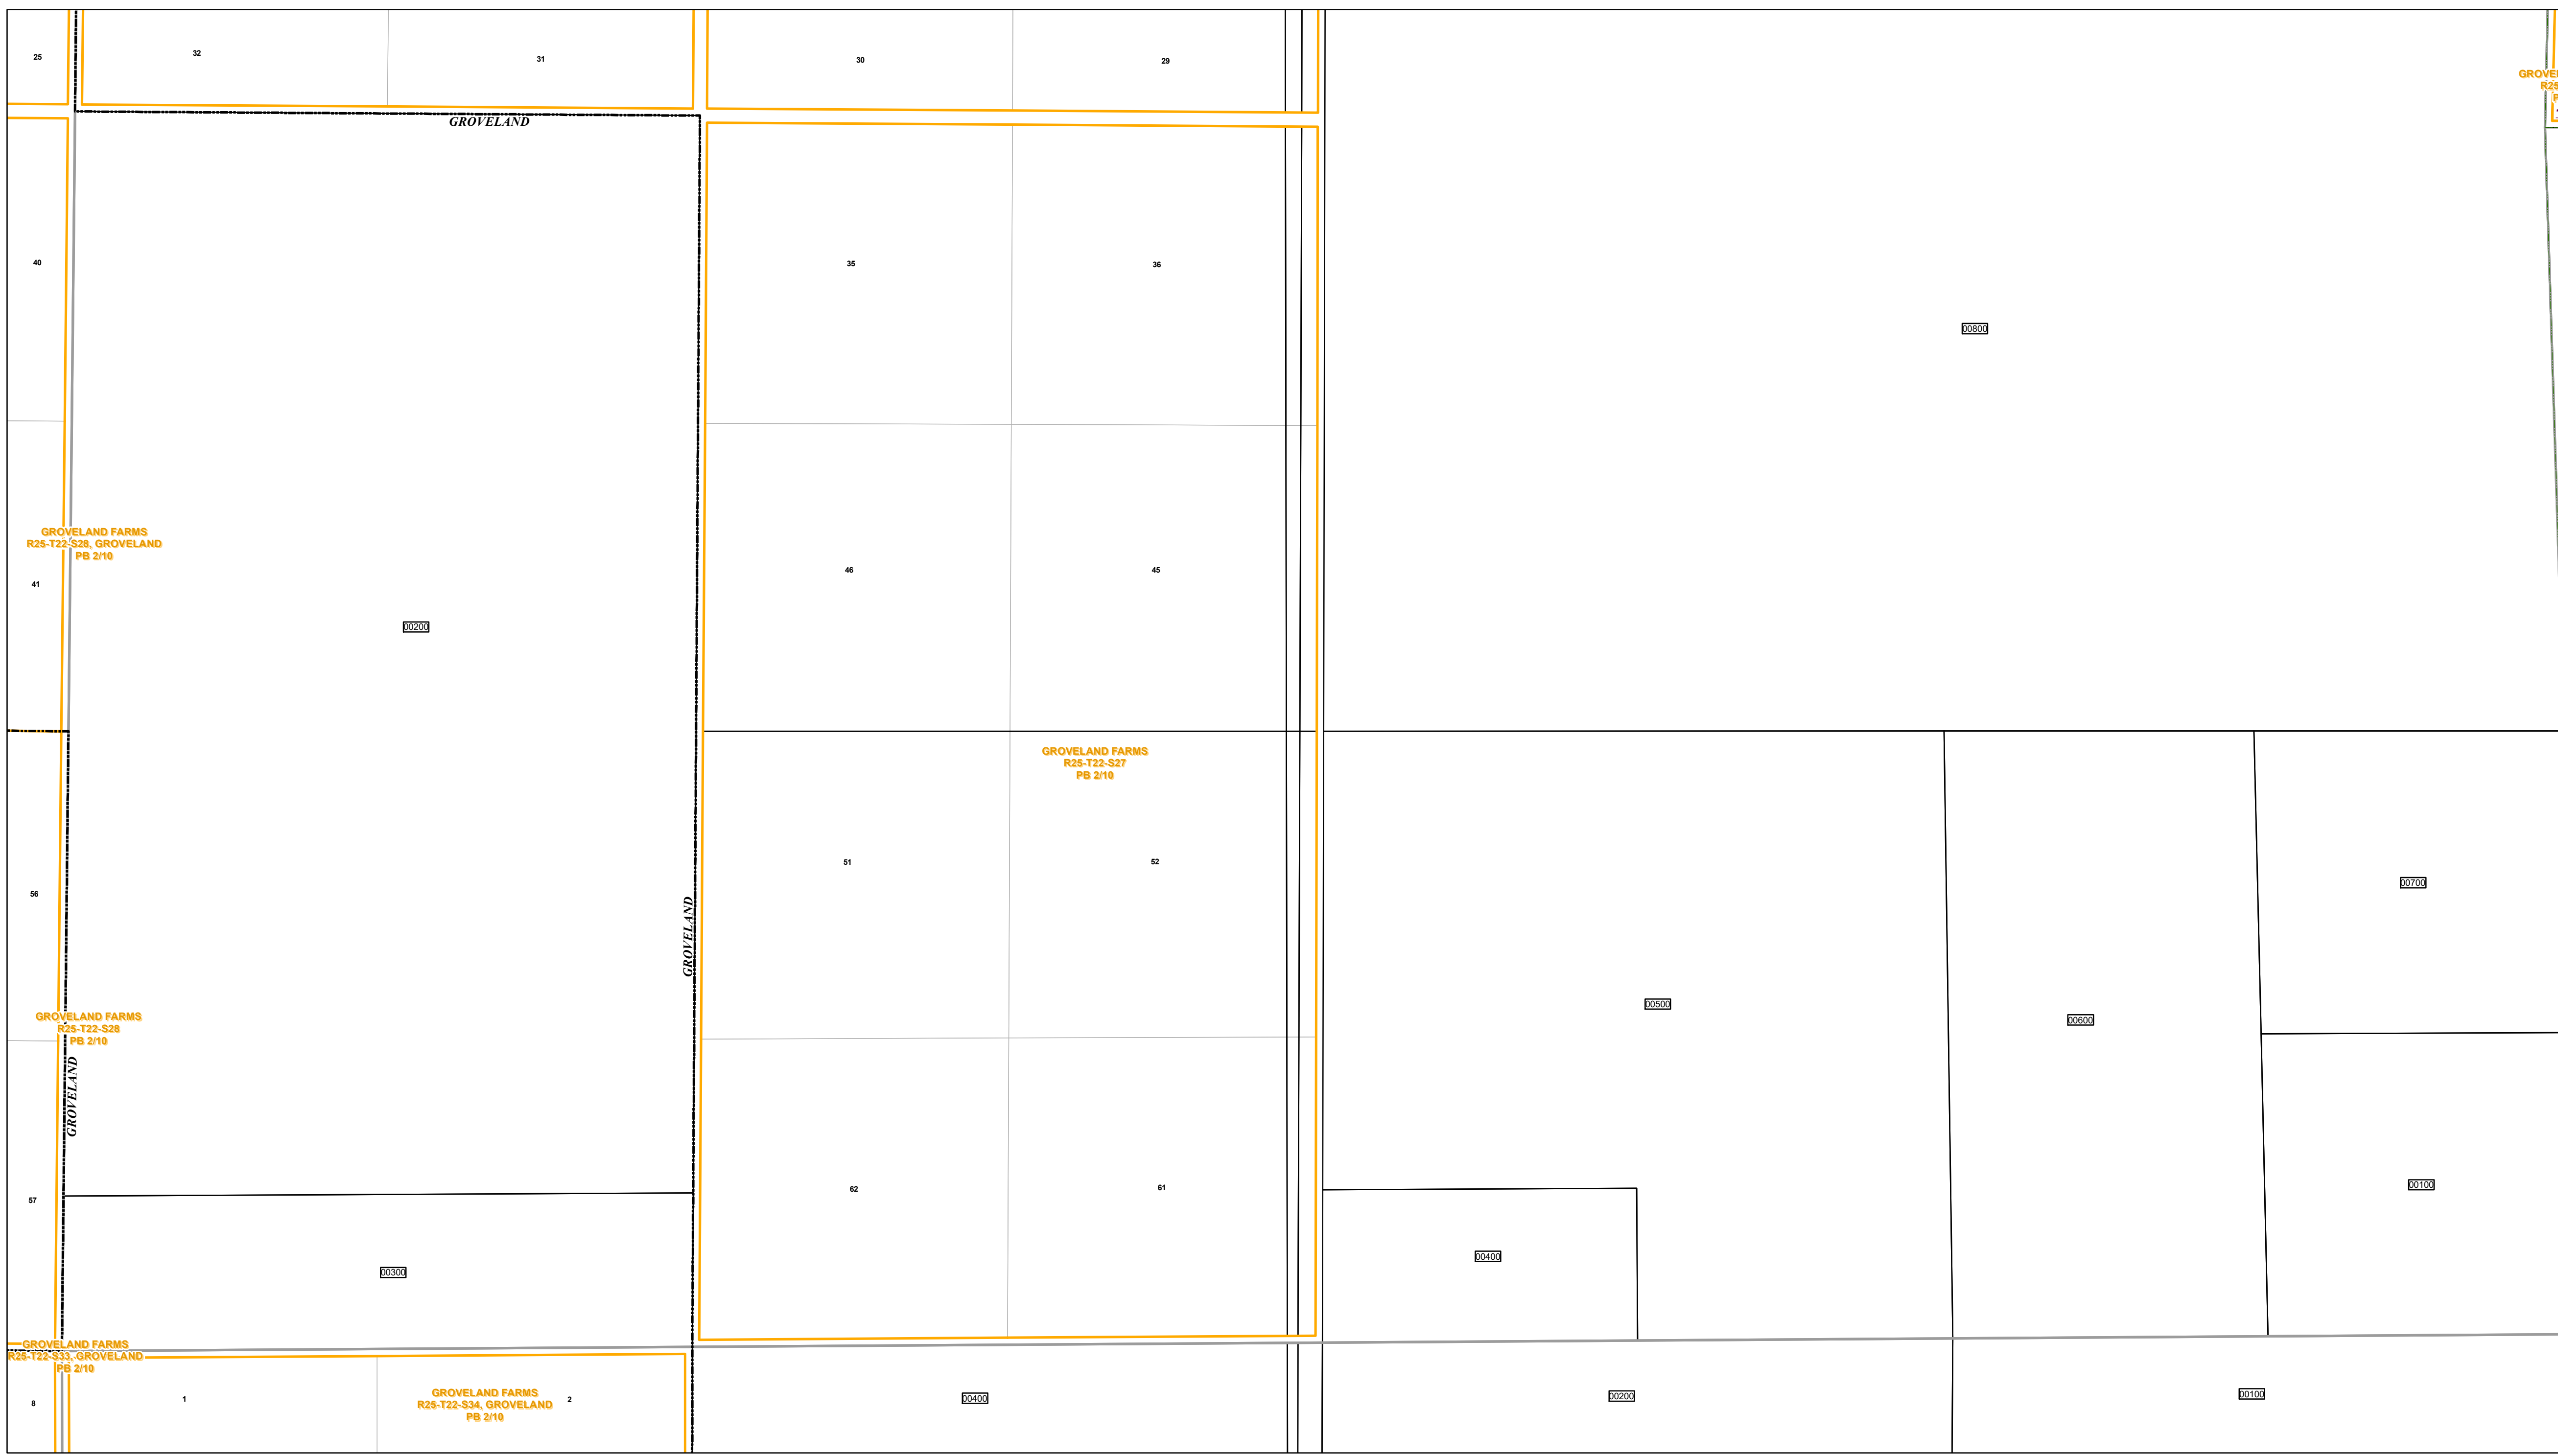 25
32
31
30
29
GROVELAND
40
35
36
00800
GROVELAND FARMS
R25-T22-S28, GROVELAND
PB 2/10
41
46
45
00200
GROVELAND FARMS
R25-T22-S27
PB 2/10
51
52
00700
56
GROVELAND
00500
00600
GROVELAND FARMS
R25-T22-S28
PB 2/10
GROVELAND
57
62
61
00100
00400
00300
GROVELAND FARMS
R25-T22-S33, GROVELAND
PB 2/10
8
1
GROVELAND FARMS
R25-T22-S34, GROVELAND
PB 2/10
2
00400
00200
00100